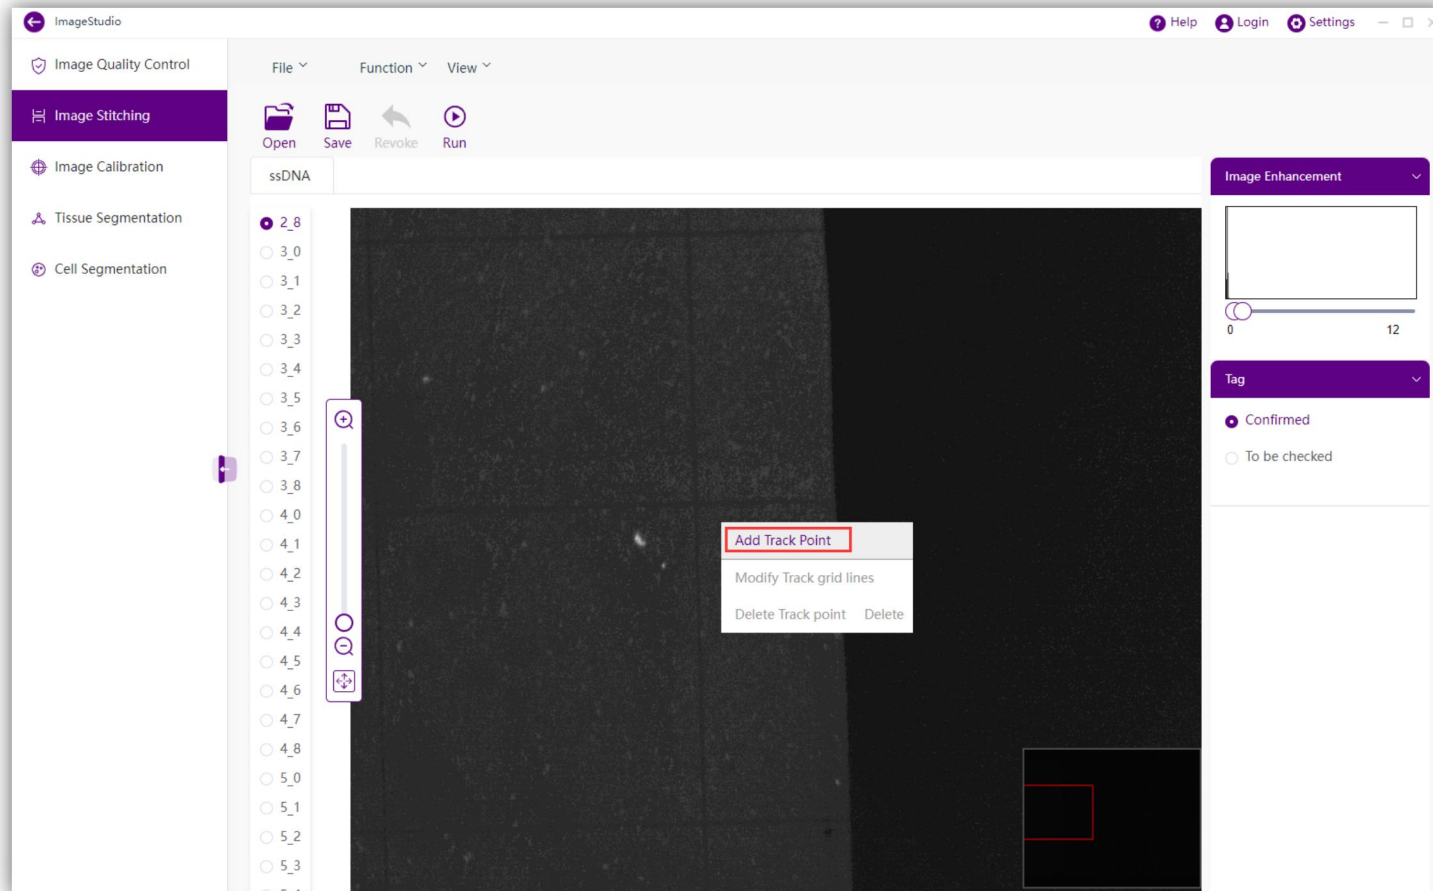 ImageStudio
Help Login Settings
Image Quality Control
Image Stitching
Image Calibration
Tissue Segmentation
Cell Segmentation
File Function View
Open Save Revoke Run
ssDNA
2_8
3_0
3_1
3_2
3_3
3_4
3_5
3_6
3_7
3_8
4_0
4_1
4_2
4_3
4_4
4_5
4_6
4_7
4_8
5_0
5_1
5_2
5_3
Add Track Point
Modify Track grid lines
Delete Track point Delete
Image Enhancement
0 12
Tag
Confirmed
To be checked